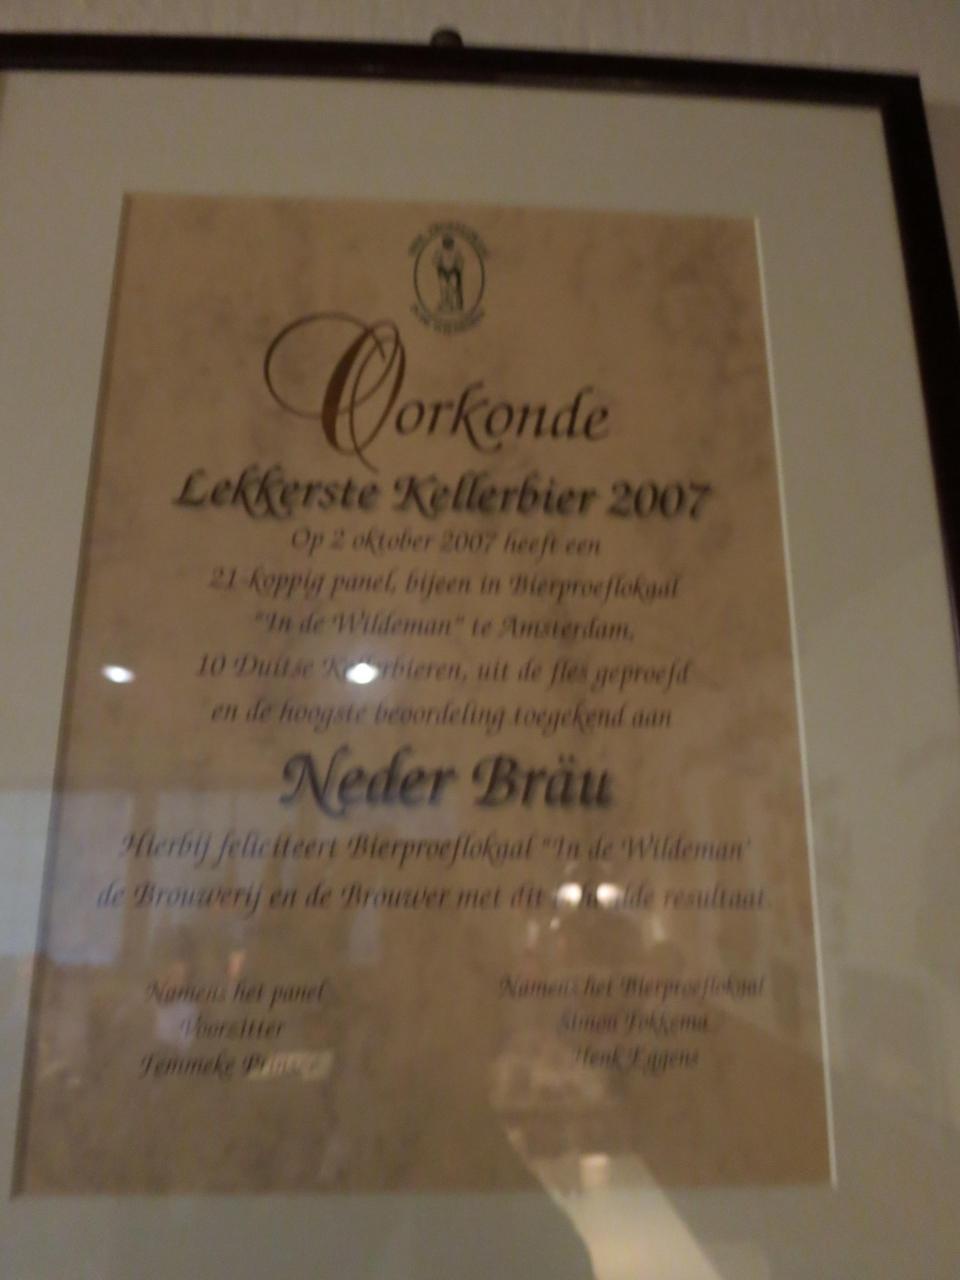 Oorkonde
Lekkerste Kellerbier 2007
Op 2 oktober 2007 heeft een
21-koppig panel, bijeen in Bierproeflokaal
"In de Wildeman" te Amsterdam,
10 Duitse Kellerbieren, uit de fles geproefd
en de hoogste beoordeling toegekend aan
Neder Bräu
Hierbij feliciteert Bierproeflokaal "In de Wildeman"
de Brouwerij en de Brouwer met dit behaalde resultaat.
Namens het panel
Voorzitter
Jemmeke
Namens het Bierproeflokaal
Simon Fokkema
Henk Eggens